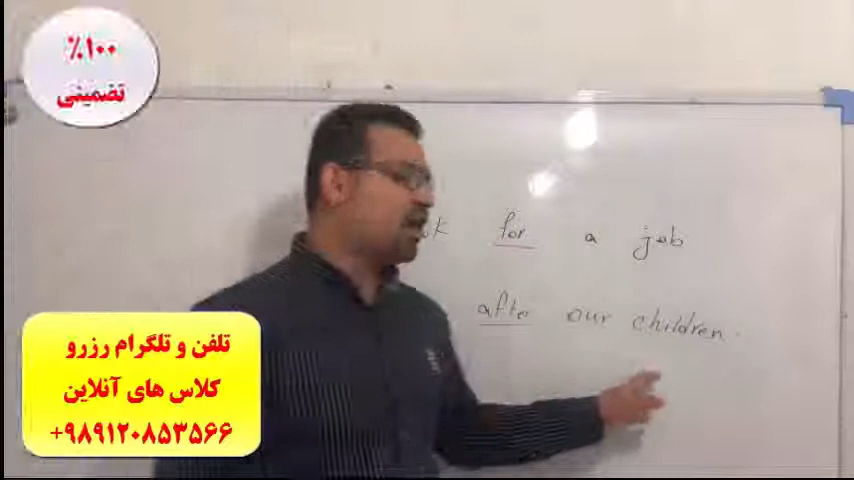 ٪۱۰۰
تضمینی
for a job
after our children.
تلفن و تلگرام رزرو
کلاس های آنلاین
+۹۸۹۱۲۰۸۵۳۵۶۶